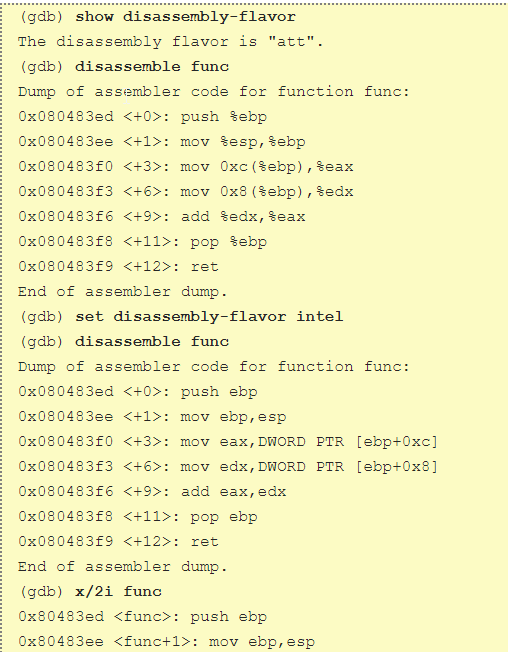 (gdb) show disassembly-flavor
The disassembly flavor is "att".
(gdb) disassemble func
Dump of assembler code for function func:
0x080483ed <+0>: push %ebp
0x080483ee <+1>: mov %esp,%ebp
0x080483f0 <+3>: mov 0xc(%ebp),%eax
0x080483f3 <+6>: mov 0x8(%ebp),%edx
0x080483f6 <+9>: add %edx,%eax
0x080483f8 <+11>: pop %ebp
0x080483f9 <+12>: ret
End of assembler dump.
(gdb) set disassembly-flavor intel
(gdb) disassemble func
Dump of assembler code for function func:
0x080483ed <+0>: push ebp
0x080483ee <+1>: mov ebp,esp
0x080483f0 <+3>: mov eax,DWORD PTR [ebp+0xc]
0x080483f3 <+6>: mov edx,DWORD PTR [ebp+0x8]
0x080483f6 <+9>: add eax,edx
0x080483f8 <+11>: pop ebp
0x080483f9 <+12>: ret
End of assembler dump.
(gdb) x/2i func
0x80483ed <func>: push ebp
0x80483ee <func+1>: mov ebp,esp